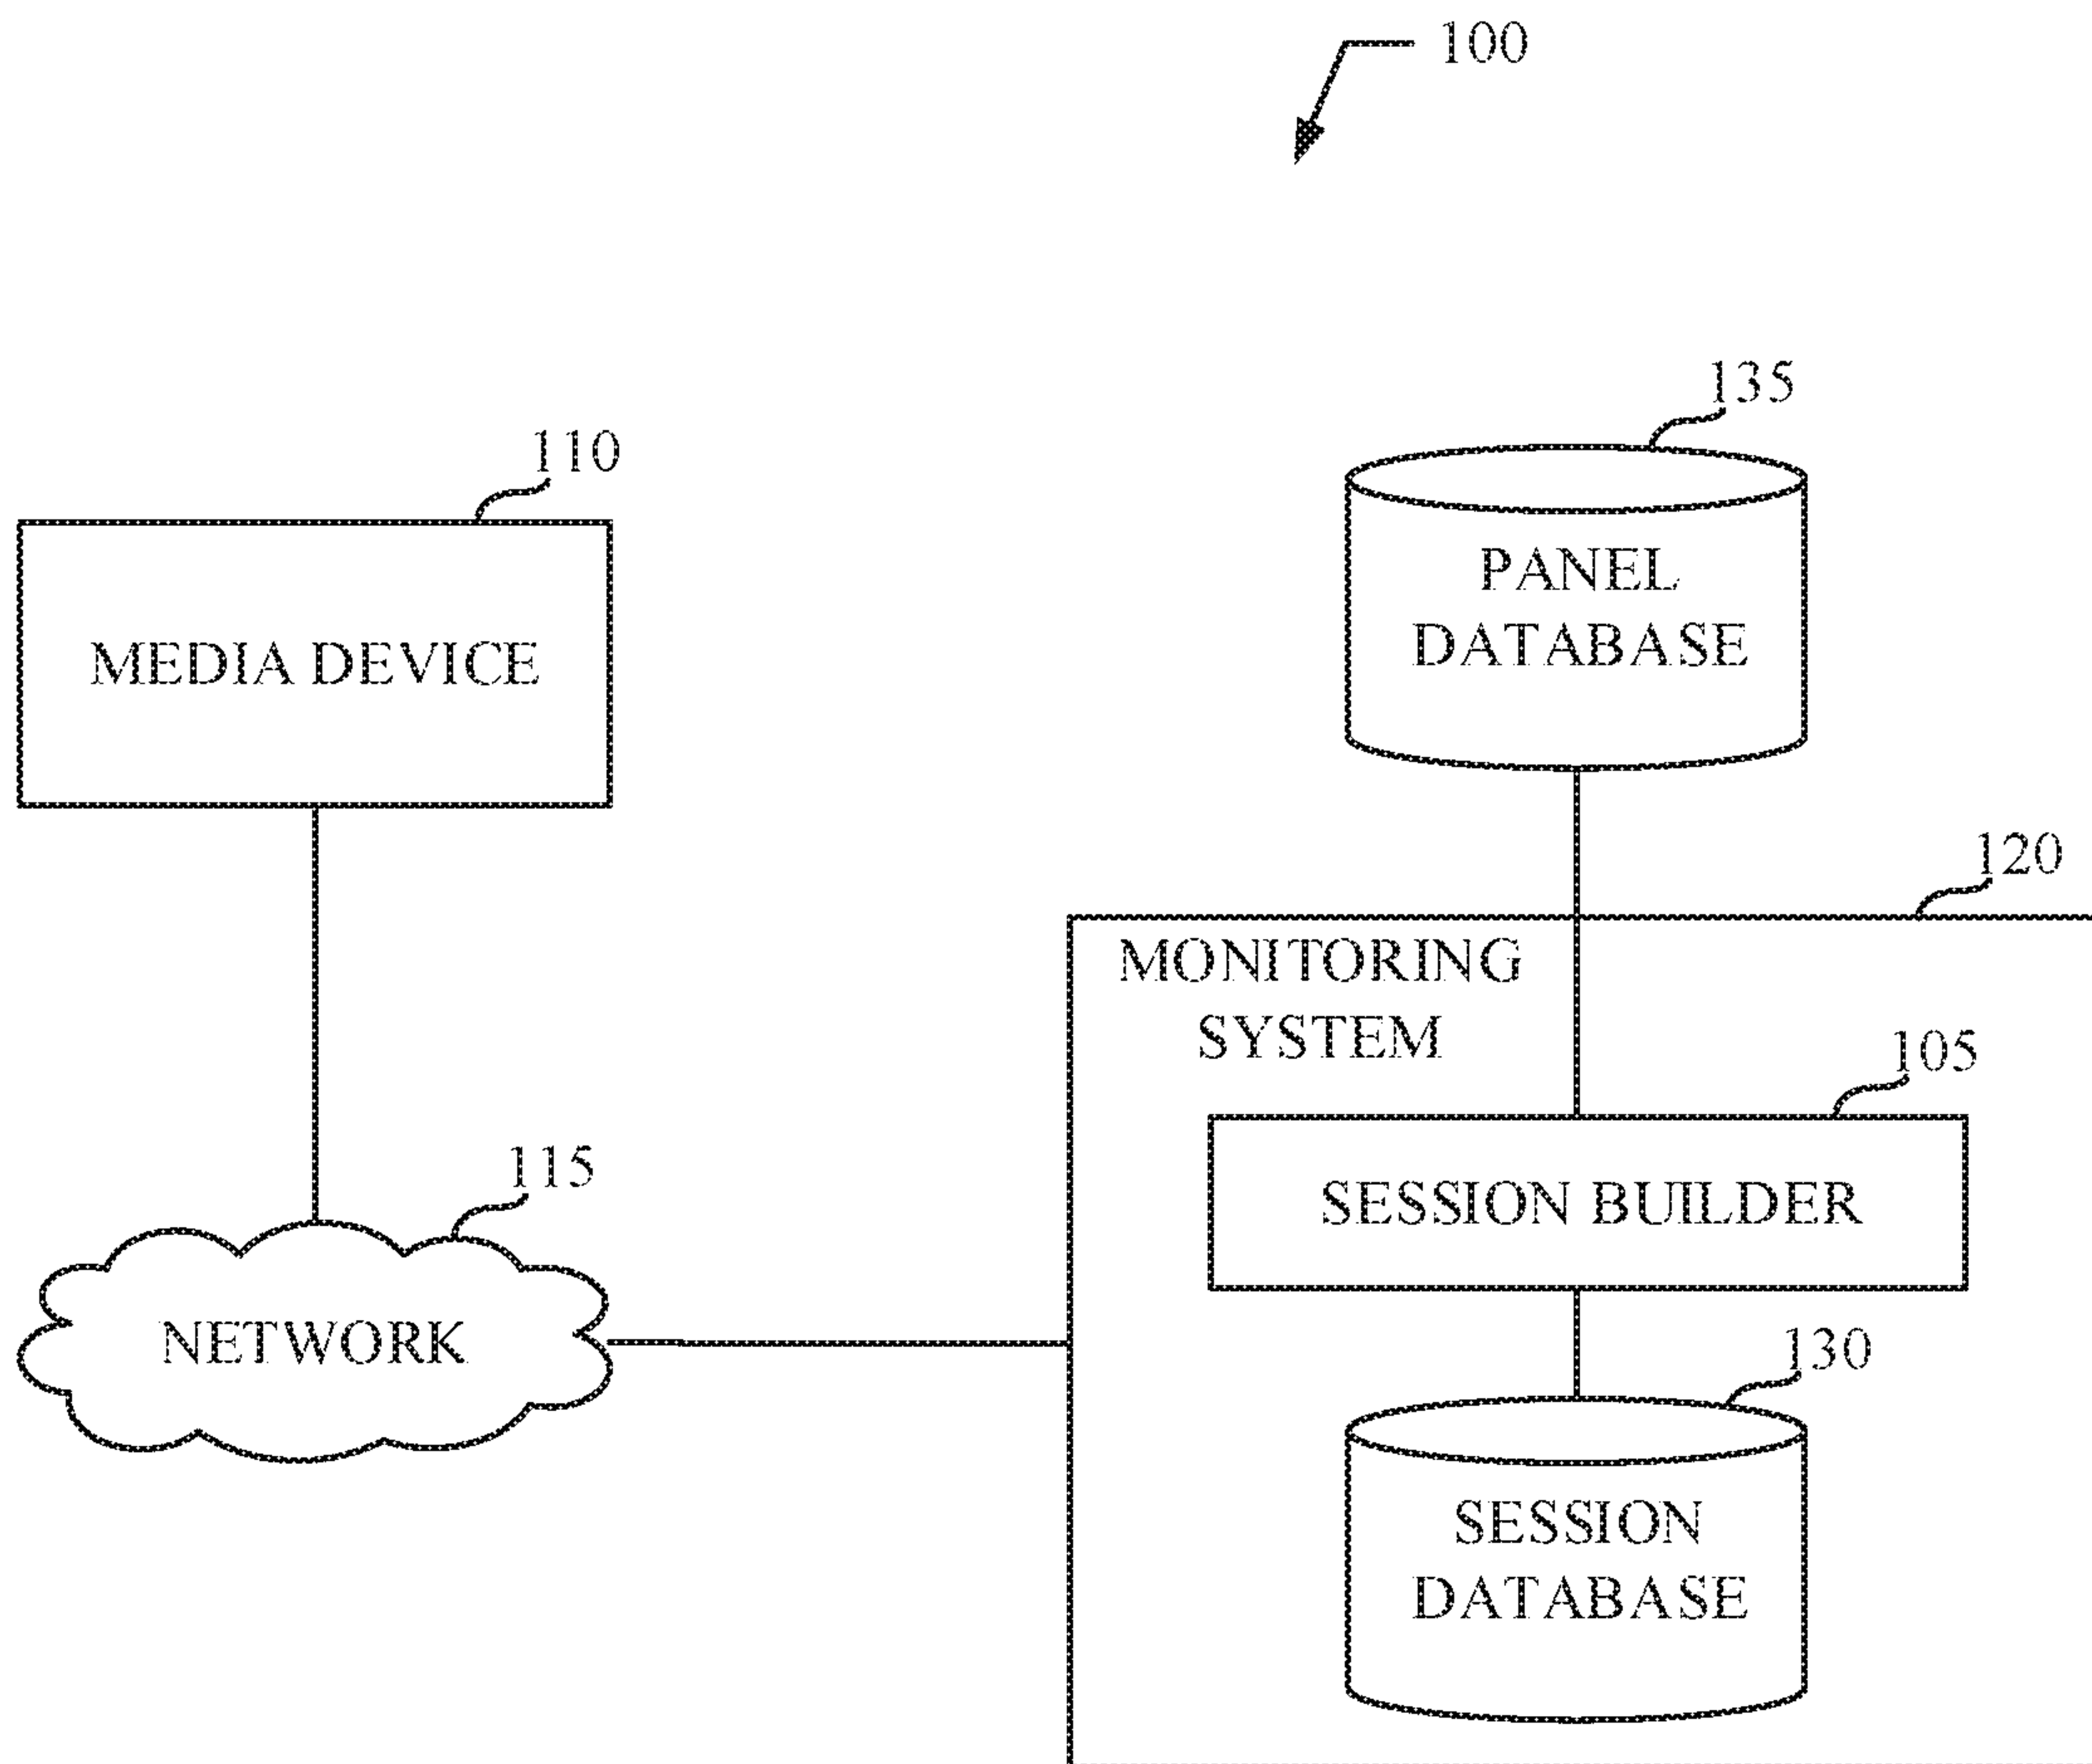 100
135
110
PANEL
DATABASE
MEDIA DEVICE
120
MONITORING
SYSTEM
105
115
SESSION BUILDER
NETWORK
130
SESSION
DATABASE